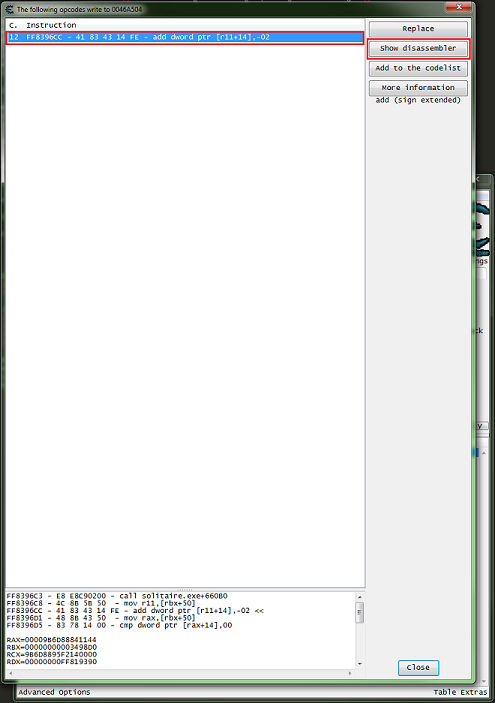 The following opcodes write to 0046A504
C. Instruction
12 FF8396CC - 41 83 43 14 FE - add dword ptr [r11+14],-02
Replace
Show disassembler
Add to the codelist
More information
add (sign extended)
ngs
ck
y
FF8396C3 - E8 E8C90200 - call solitaire.exe+660B0
FF8396C8 - 4C 8B 5B 50 - mov r11,[rbx+50]
FF8396CC - 41 83 43 14 FE - add dword ptr [r11+14],-02 <<
FF8396D1 - 48 8B 43 50 - mov rax,[rbx+50]
FF8396D5 - 83 78 14 00 - cmp dword ptr [rax+14],00
RAX=00009B6D88841144
RBX=00000000003498D0
RCX=9B6D8895F2140000
RDX=00000000FF819390
Close
Advanced Options
Table Extras